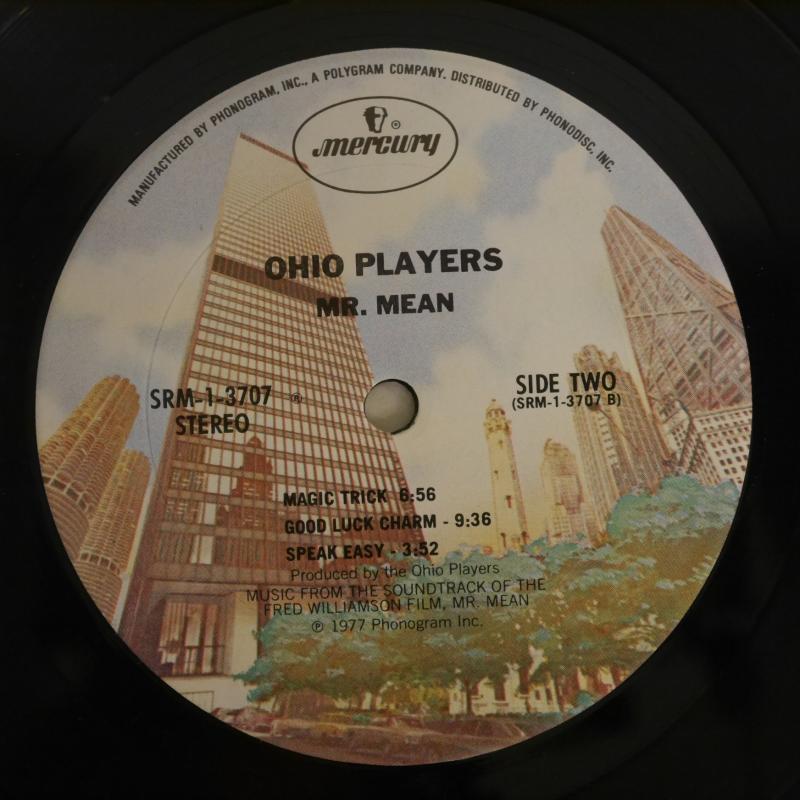 MANUFACTURED BY PHONOGRAM, INC., A POLYGRAM COMPANY. DISTRIBUTED BY PHONODISC, INC.
mercury ®
OHIO PLAYERS
MR. MEAN
SRM-1-3707 ®
STEREO
SIDE TWO
(SRM-1-3707 B)
MAGIC TRICK 6:56
GOOD LUCK CHARM - 9:36
SPEAK EASY - 3:52
Produced by the Ohio Players
MUSIC FROM THE SOUNDTRACK OF THE
FRED WILLIAMSON FILM, MR. MEAN
℗ 1977 Phonogram Inc.